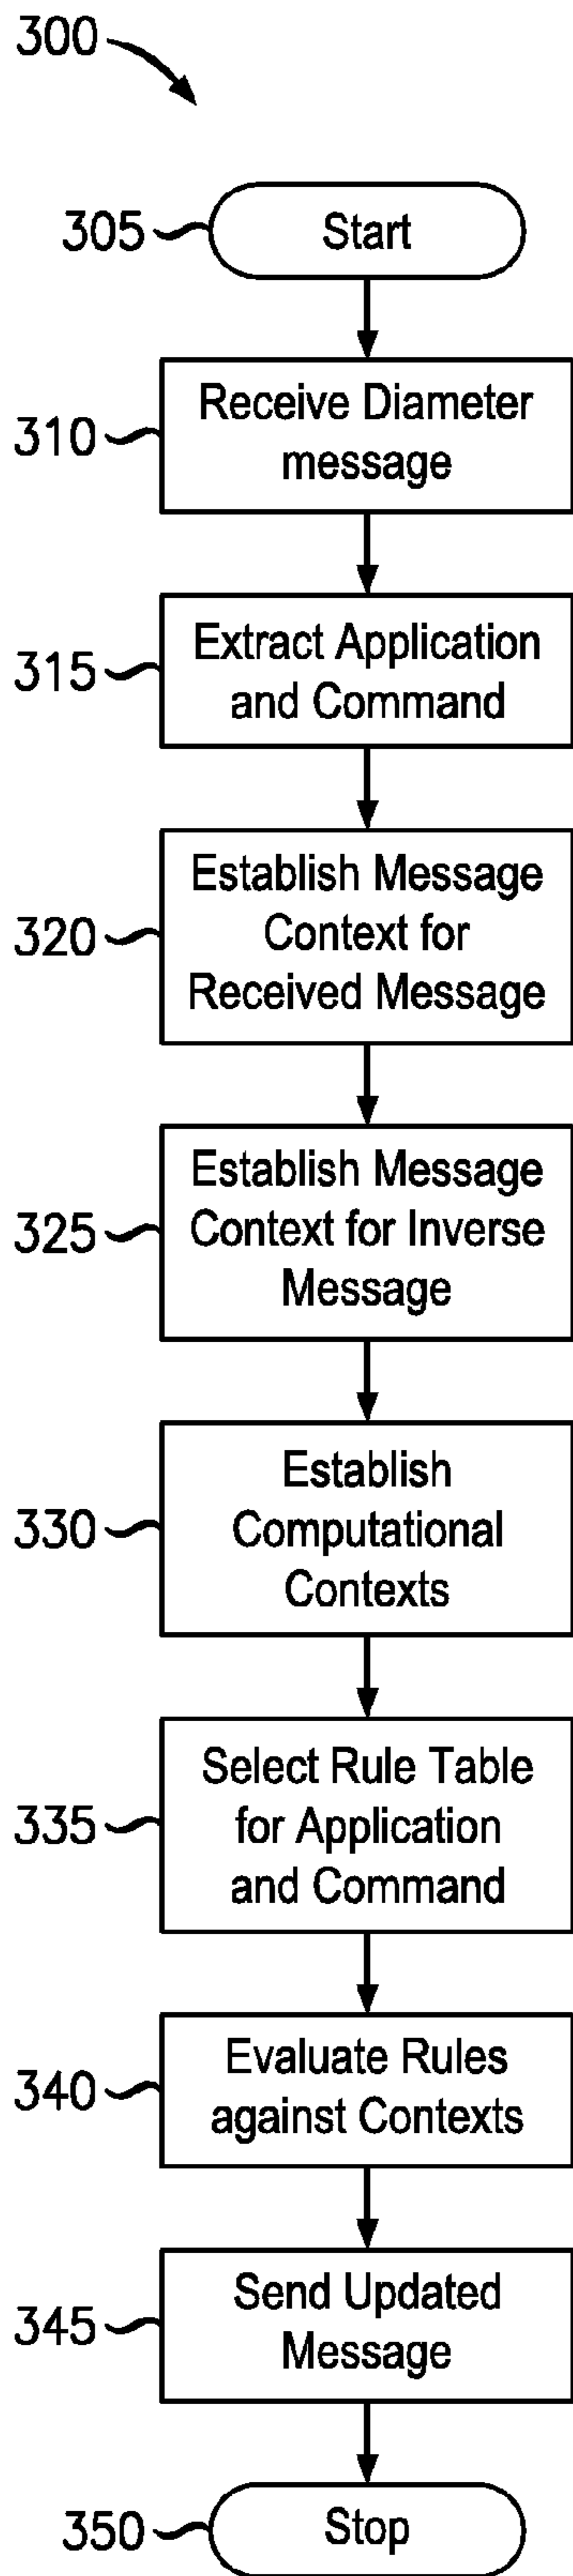 300
305
Start
310
Receive Diameter
message
315
Extract Application
and Command
320
Establish Message
Context for
Received Message
325
Establish Message
Context for Inverse
Message
330
Establish
Computational
Contexts
335
Select Rule Table
for Application
and Command
340
Evaluate Rules
against Contexts
345
Send Updated
Message
350
Stop